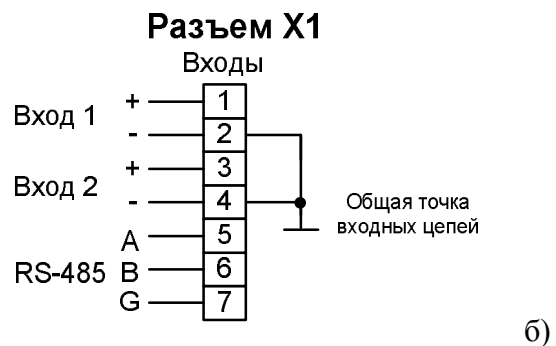 Разъем X1
Входы
Вход 1
+
-
1
2
Вход 2
+
-
3
4
Общая точка
входных цепей
RS-485
A
B
G
5
6
7
б)